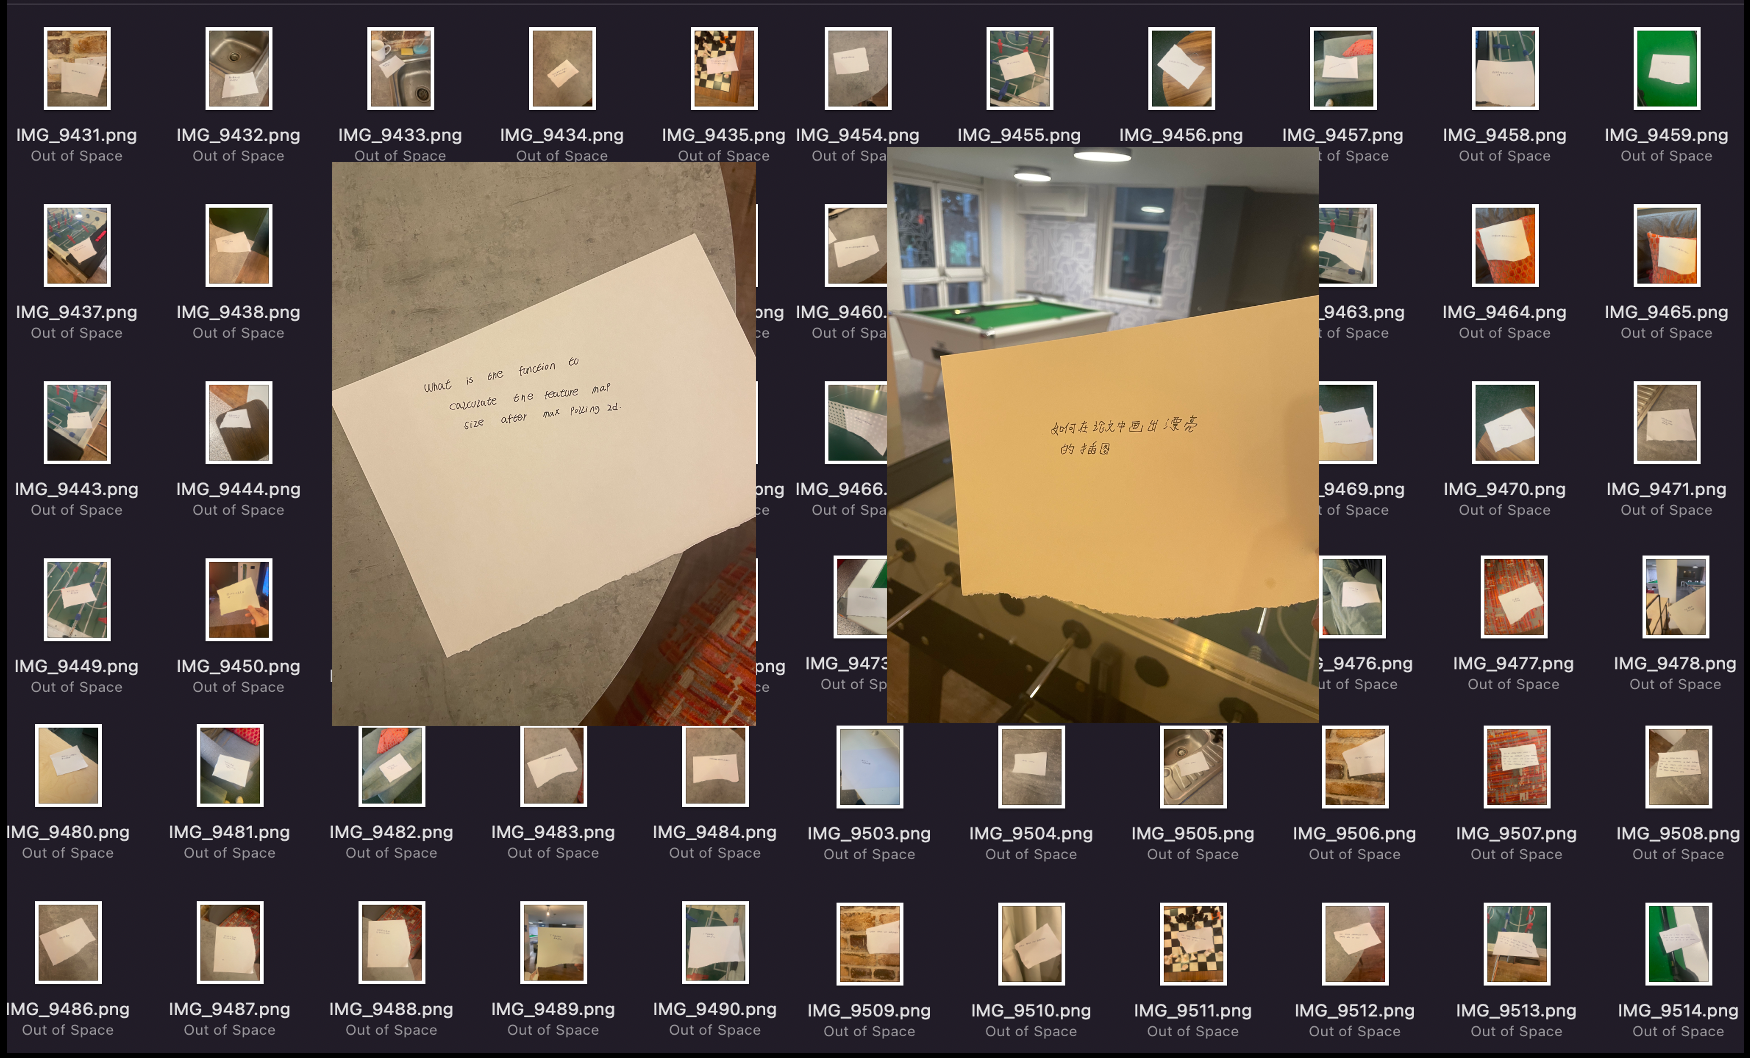 IMG_9431.png
IMG_9432.png
IMG_9433.png
IMG_9434.png
IMG_9435.png
IMG_9454.png
IMG_9455.png
IMG_9456.png
IMG_9457.png
IMG_9458.png
IMG_9459.png
Out of Space
Out of Space
Out of Space
Out of Space
Out of Space
Out of Spac
t of Space
Out of Space
Out of Space
IMG_9437.png
IMG_9438.png
ong
IMG_9460.
9463.png
IMG_9464.png
IMG_9465.png
Out of Space
Out of Space
ce
Out of Spac
t of Space
Out of Space
Out of Space
What is the function to
calculate the feature map
size after max polling 2d.
如何在论文中画出漂亮
的插图
IMG_9443.png
IMG_9444.png
ong
IMG_9466.
9469.png
IMG_9470.png
IMG_9471.png
Out of Space
Out of Space
ce
Out of Spac
t of Space
Out of Space
Out of Space
IMG_9449.png
IMG_9450.png
ong
IMG_9473
_9476.png
IMG_9477.png
IMG_9478.png
Out of Space
Out of Space
ce
Out of Sp
ut of Space
Out of Space
Out of Space
IMG_9480.png
IMG_9481.png
IMG_9482.png
IMG_9483.png
IMG_9484.png
IMG_9503.png
IMG_9504.png
IMG_9505.png
IMG_9506.png
IMG_9507.png
IMG_9508.png
Out of Space
Out of Space
Out of Space
Out of Space
Out of Space
Out of Space
Out of Space
Out of Space
Out of Space
Out of Space
Out of Space
IMG_9486.png
IMG_9487.png
IMG_9488.png
IMG_9489.png
IMG_9490.png
IMG_9509.png
IMG_9510.png
IMG_9511.png
IMG_9512.png
IMG_9513.png
IMG_9514.png
Out of Space
Out of Space
Out of Space
Out of Space
Out of Space
Out of Space
Out of Space
Out of Space
Out of Space
Out of Space
Out of Space